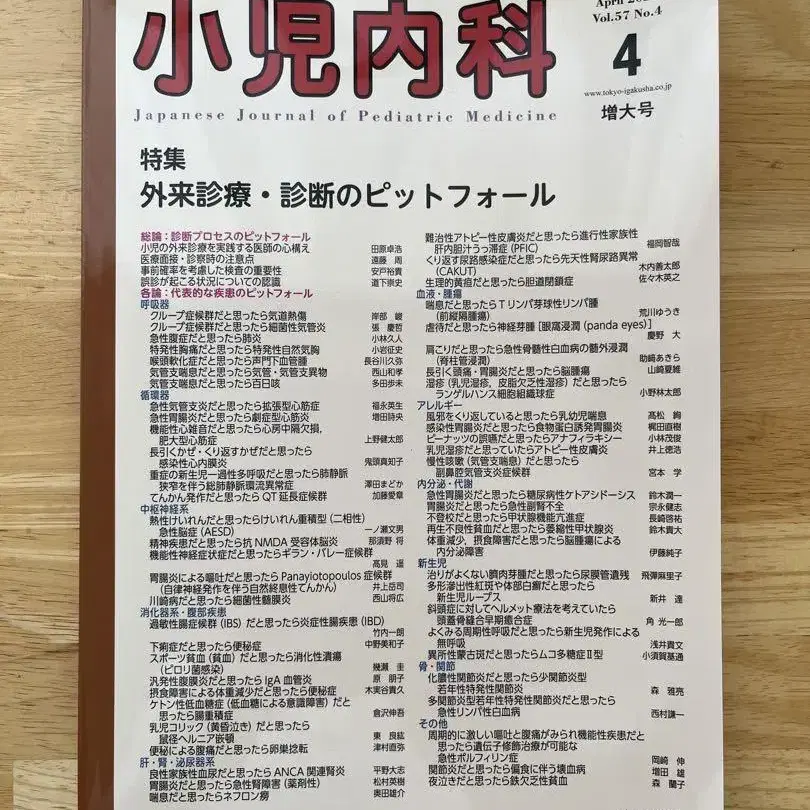 小児内科
Japanese Journal of Pediatric Medicine
April
Vol.57 No.4
4
www.tokyo-igakusha.co.jp
増大号
特集
外来診療・診断のピットフォール
総論：診断プロセスのピットフォール
小児の外来診療を実践する医師の心構え 田原卓浩
医療面接・診察時の注意点 遠藤 周
事前確率を考慮した検査の重要性 安戸裕貴
誤診が起こる状況についての認識 道下崇史
各論：代表的な疾患のピットフォール
呼吸器
クループ症候群だと思ったら気道熱傷 岸部 峻
クループ症候群だと思ったら細菌性気管炎 張 慶哲
急性腹症だと思ったら肺炎 小林久人
特発性胸痛だと思ったら特発性自然気胸 小岩征史
喉頭軟化症だと思ったら声門下血管腫 長谷川久弥
気管支喘息だと思ったら気管・気管支異物 西山和孝
気管支喘息だと思ったら百日咳 多田歩未
循環器
急性気管支炎だと思ったら拡張型心筋症 福永英生
急性胃腸炎だと思ったら劇症型心筋炎 増田詩央
機能性心雑音だと思ったら心房中隔欠損，
肥大型心筋症 上野健太郎
長引くかぜ・くり返すかぜだと思ったら
感染性心内膜炎 鬼頭真知子
重症の新生児一過性多呼吸だと思ったら肺静脈
狭窄を伴う総肺静脈還流異常症 澤田まどか
てんかん発作だと思ったら QT 延長症候群 加藤愛章
中枢神経系
熱性けいれんだと思ったらけいれん重積型（二相性）
急性脳症（AESD） 一ノ瀬文男
精神疾患だと思ったら抗 NMDA 受容体脳炎 那須野 将
機能性神経症状症だと思ったらギラン・バレー症候群
髙見 遥
胃腸炎による嘔吐だと思ったら Panayiotopoulos 症候群
（自律神経発作を伴う自然終息性てんかん） 井上岳司
川崎病だと思ったら細菌性髄膜炎 西山将広
消化器系・腹部疾患
過敏性腸症候群（IBS）だと思ったら炎症性腸疾患（IBD）
竹内一朗
下痢症だと思ったら便秘症 中野美和子
スポーツ貧血（貧血）だと思ったら消化性潰瘍
（ピロリ菌感染） 幾瀬 圭
汎発性腹膜炎だと思ったら IgA 血管炎 原 朋子
摂食障害による体重減少だと思ったら便秘症 木実谷貴久
ケトン性低血糖症（低血糖による意識障害）だと
思ったら腸重積症 倉沢伸吾
乳児コリック（黄昏泣き）だと思ったら
鼠径ヘルニア嵌頓 東 良紘
便秘による腹痛だと思ったら卵巣捻転 津村直弥
肝・腎・泌尿器系
良性家族性血尿だと思ったら ANCA 関連腎炎 平野大志
胃腸炎だと思ったら急性腎障害（薬剤性） 松村英樹
喘息だと思ったらネフロン癆 奥田雄介
難治性アトピー性皮膚炎だと思ったら進行性家族性
肝内胆汁うっ滞症（PFIC） 福岡智哉
くり返す尿路感染症だと思ったら先天性腎尿路異常
（CAKUT） 木内善太郎
生理的黄疸だと思ったら胆道閉鎖症 佐々木英之
血液・腫瘍
喘息だと思ったら T リンパ芽球性リンパ腫
（前縦隔腫瘍） 荒川ゆうき
虐待だと思ったら神経芽腫［眼窩浸潤（panda eyes）］
慶野 大
肩こりだと思ったら急性骨髄性白血病の髄外浸潤
（脊柱管浸潤） 助崎あきら
長引く頭痛・胃腸炎だと思ったら脳腫瘍 山﨑夏維
湿疹（乳児湿疹，皮脂欠乏性湿疹）だと思ったら
ランゲルハンス細胞組織球症 小野林太郎
アレルギー
風邪をくり返していると思ったら乳幼児喘息 髙松 絢
感染性胃腸炎だと思ったら食物蛋白誘発胃腸炎 梶田直樹
ピーナッツの誤嚥だと思ったらアナフィラキシー 小林茂俊
乳児湿疹だと思っていたらアトピー性皮膚炎 井上徳浩
慢性咳嗽（気管支喘息）だと思ったら
副鼻腔気管支炎症候群 宮本 学
内分泌・代謝
急性胃腸炎だと思ったら糖尿病性ケトアシドーシス 鈴木潤一
胃腸炎だと思ったら急性副腎不全 宗永健志
不登校だと思ったら甲状腺機能亢進症 長崎啓祐
再生不良性貧血だと思ったら萎縮性甲状腺炎 鈴木貴大
体重減少，摂食障害だと思ったら脳腫瘍による
内分泌障害 伊藤純子
新生児
治りがよくない臍肉芽腫だと思ったら尿膜管遺残 飛彈麻里子
多形滲出性紅斑や体部白癬だと思ったら
新生児ループス 新井 達
斜頭症に対してヘルメット療法を考えていたら
頭蓋骨縫合早期癒合症 角 光一郎
よくみる周期性呼吸だと思ったら新生児発作による
無呼吸 浅井貴文
異所性蒙古斑だと思ったらムコ多糖症Ⅱ型 小須賀基通
骨・関節
化膿性関節炎だと思ったら少関節炎型
若年性特発性関節炎 森 雅亮
多関節炎型若年性特発性関節炎だと思ったら
急性リンパ性白血病 西村謙一
その他
周期的に激しい嘔吐と腹痛がみられ機能性疾患だと
思ったら遺伝子修飾治療が可能な
急性ポルフィリン症 岡崎 伸
関節炎だと思ったら偏食に伴う壊血病 増田 雄
夜泣きだと思ったら鉄欠乏性貧血 森 蘭子